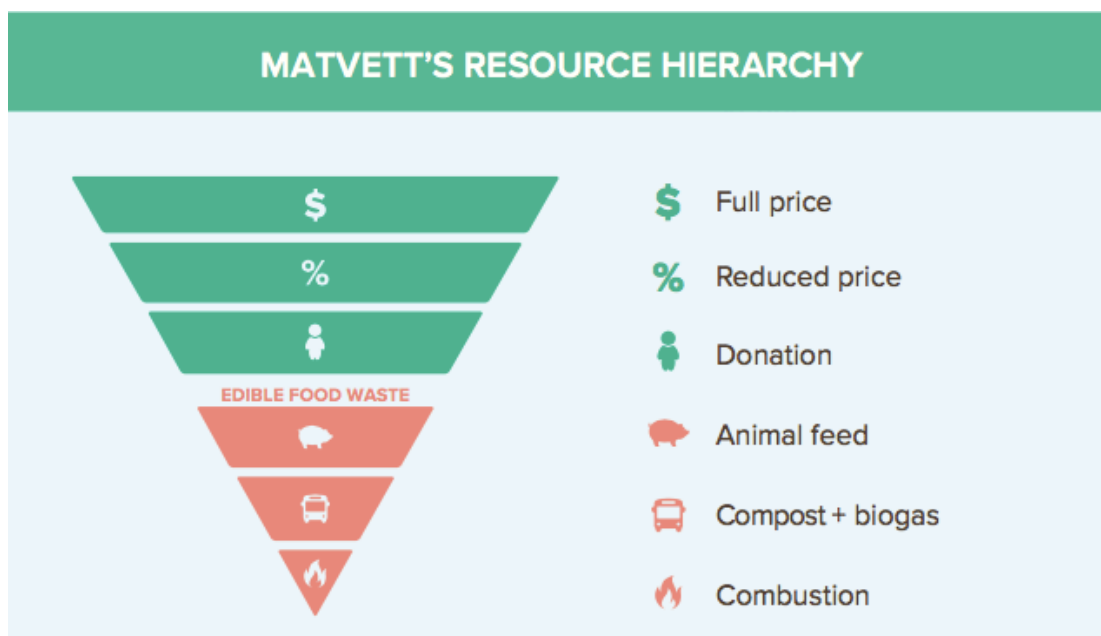 MATVETT'S RESOURCE HIERARCHY
$
%
EDIBLE FOOD WASTE
$ Full price
% Reduced price
Donation
Animal feed
Compost + biogas
Combustion